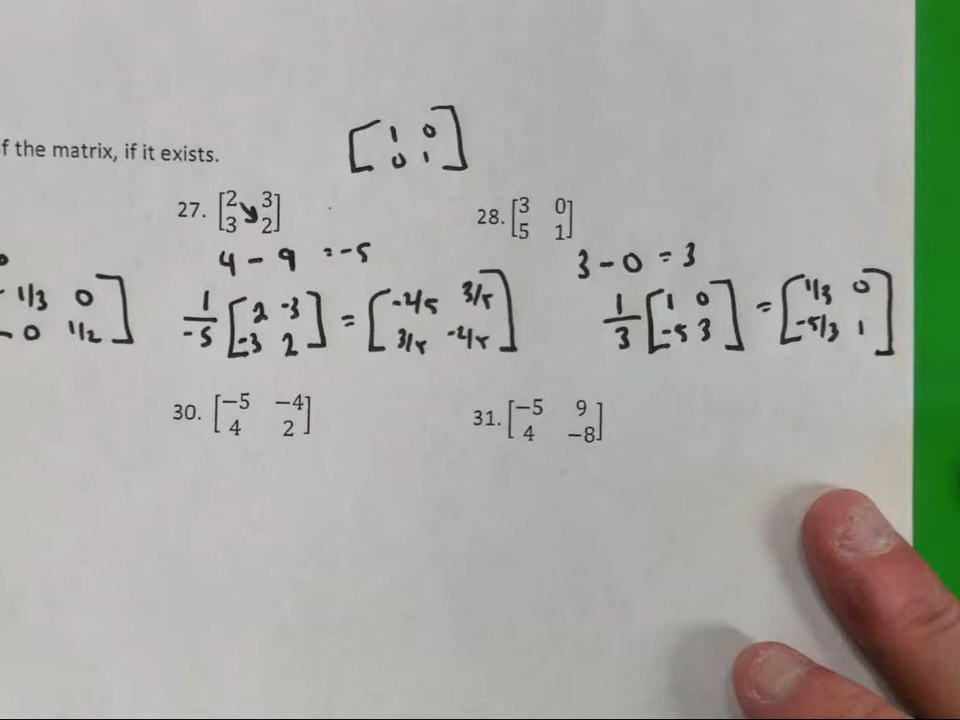 f the matrix, if it exists.
[1 0
0 1]
27. [2 3
3 2]
28. [3 0
5 1]
4 - 9 = -5
3 - 0 = 3
1/3 0
0 1/2]
1/-5 [2 -3
-3 2] = [-2/5 3/5
3/5 -2/5]
1/3 [1 0
-5 3] = [1/3 0
-5/3 1]
30. [−5 −4
4 2]
31. [−5 9
4 −8]